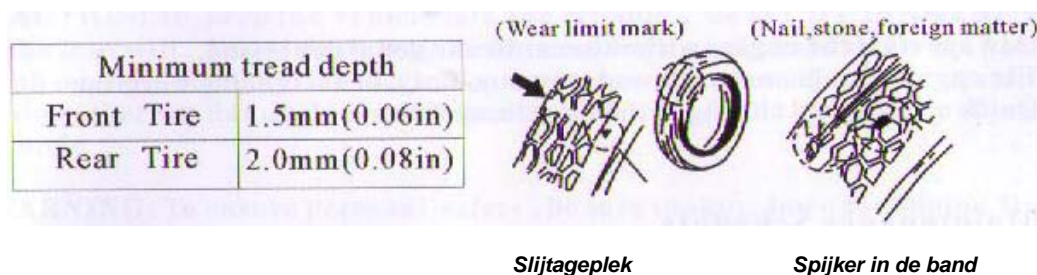 (Wear limit mark)
(Nail,stone,foreign matter)
Minimum tread depth
Front Tire 1.5mm(0.06in)
Rear Tire 2.0mm(0.08in)
Slijtageplek
Spijker in de band